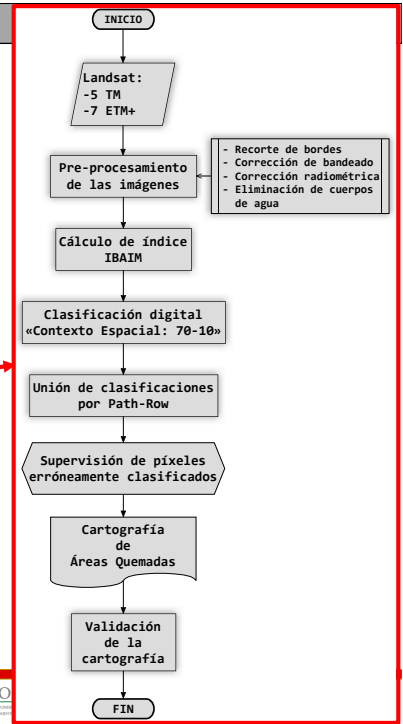 INICIO
Landsat:
-5 TM
-7 ETM+
Pre-procesamiento
de las imágenes
- Recorte de bordes
- Corrección de bandeado
- Corrección radiométrica
- Eliminación de cuerpos
de agua
Cálculo de índice
IBAIM
Clasificación digital
«Contexto Espacial: 70-10»
Unión de clasificaciones
por Path-Row
Supervisión de píxeles
erróneamente clasificados
Cartografía
de
Áreas Quemadas
Validación
de la
cartografía
FIN